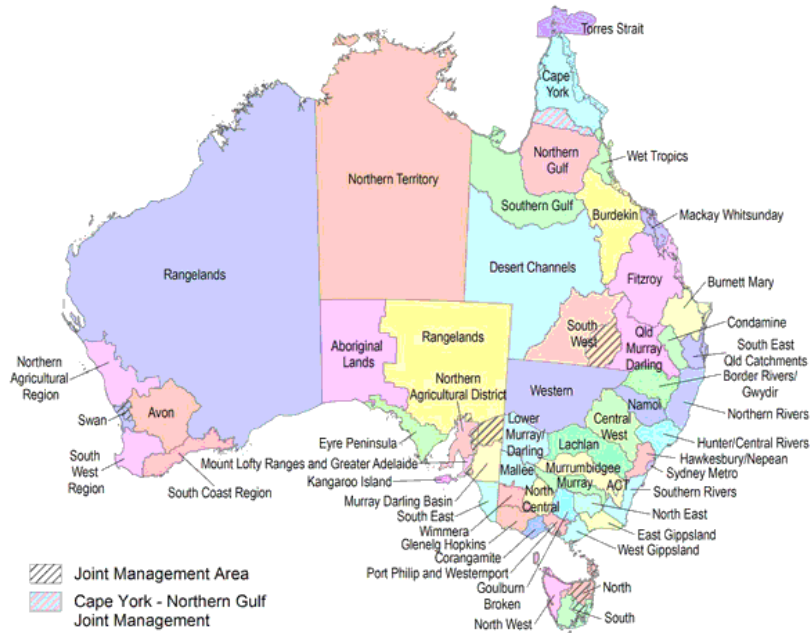 Torres Strait
Cape
York
Northern
Gulf
Wet Tropics
Northern Territory
Southern Gulf
Burdekin
Mackay Whitsunday
Rangelands
Desert Channels
Fitzroy
Burnett Mary
Rangelands
South
West
Condamine
Aboriginal
Lands
Qld
Murray
Darling
South East
Qld Catchments
Northern
Agricultural
Region
Northern
Agricultural District
Western
Border Rivers/
Gwydir
Avon
Namoi
Northern Rivers
Swan
Lower
Murray/
Darling
Central
West
Eyre Peninsula
Lachlan
Hunter/Central Rivers
South
West
Region
Mount Lofty Ranges and Greater Adelaide
Mallee
Murrumbidgee
Hawkesbury/Nepean
Sydney Metro
Kangaroo Island
Murray
ACT
Southern Rivers
South Coast Region
Murray Darling Basin
North
Central
North East
South East
Wimmera
East Gippsland
Glenelg Hopkins
West Gippsland
Corangamite
Port Philip and Westernport
Goulburn
Broken
Joint Management Area
North
Cape York - Northern Gulf
Joint Management
South
North West